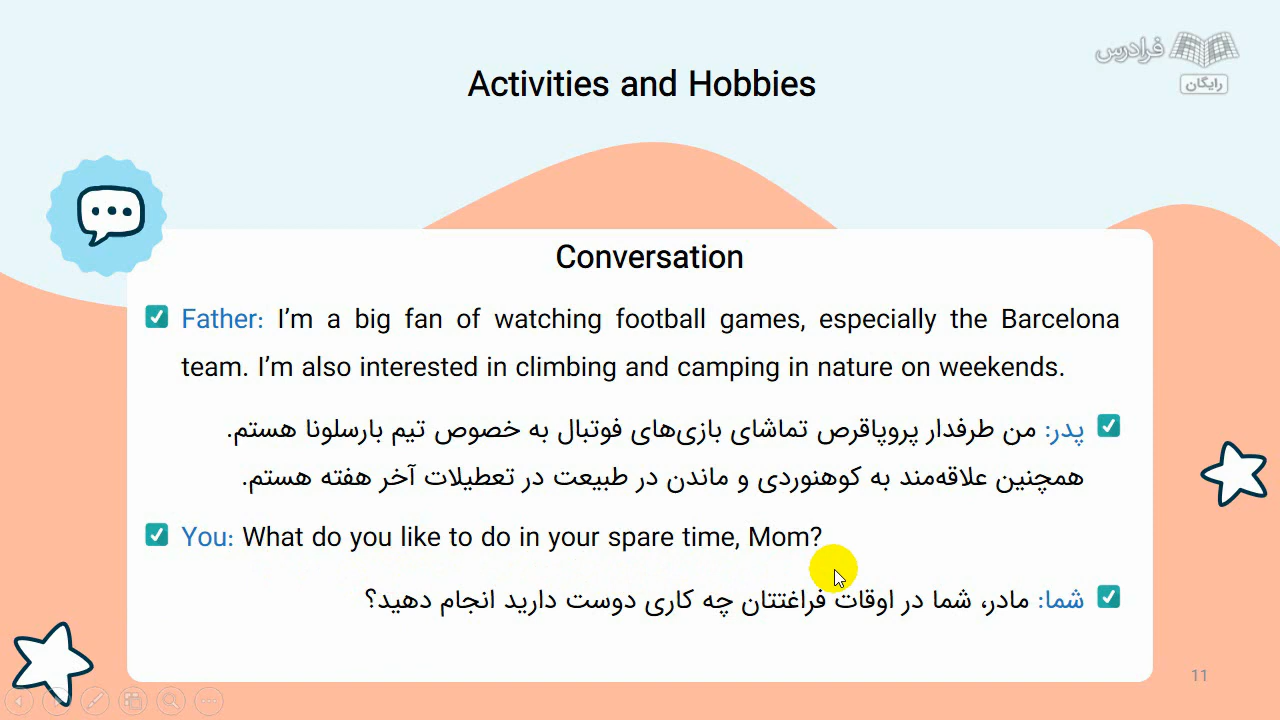 فرادرس
رایگان
Activities and Hobbies
Conversation
Father: I’m a big fan of watching football games, especially the Barcelona
team. I’m also interested in climbing and camping in nature on weekends.
پدر: من طرفدار پروپاقرص تماشای بازی‌های فوتبال به خصوص تیم بارسلونا هستم.
همچنین علاقه‌مند به کوهنوردی و ماندن در طبیعت در تعطیلات آخر هفته هستم.
You: What do you like to do in your spare time, Mom?
شما: مادر، شما در اوقات فراغتتان چه کاری دوست دارید انجام دهید؟
11